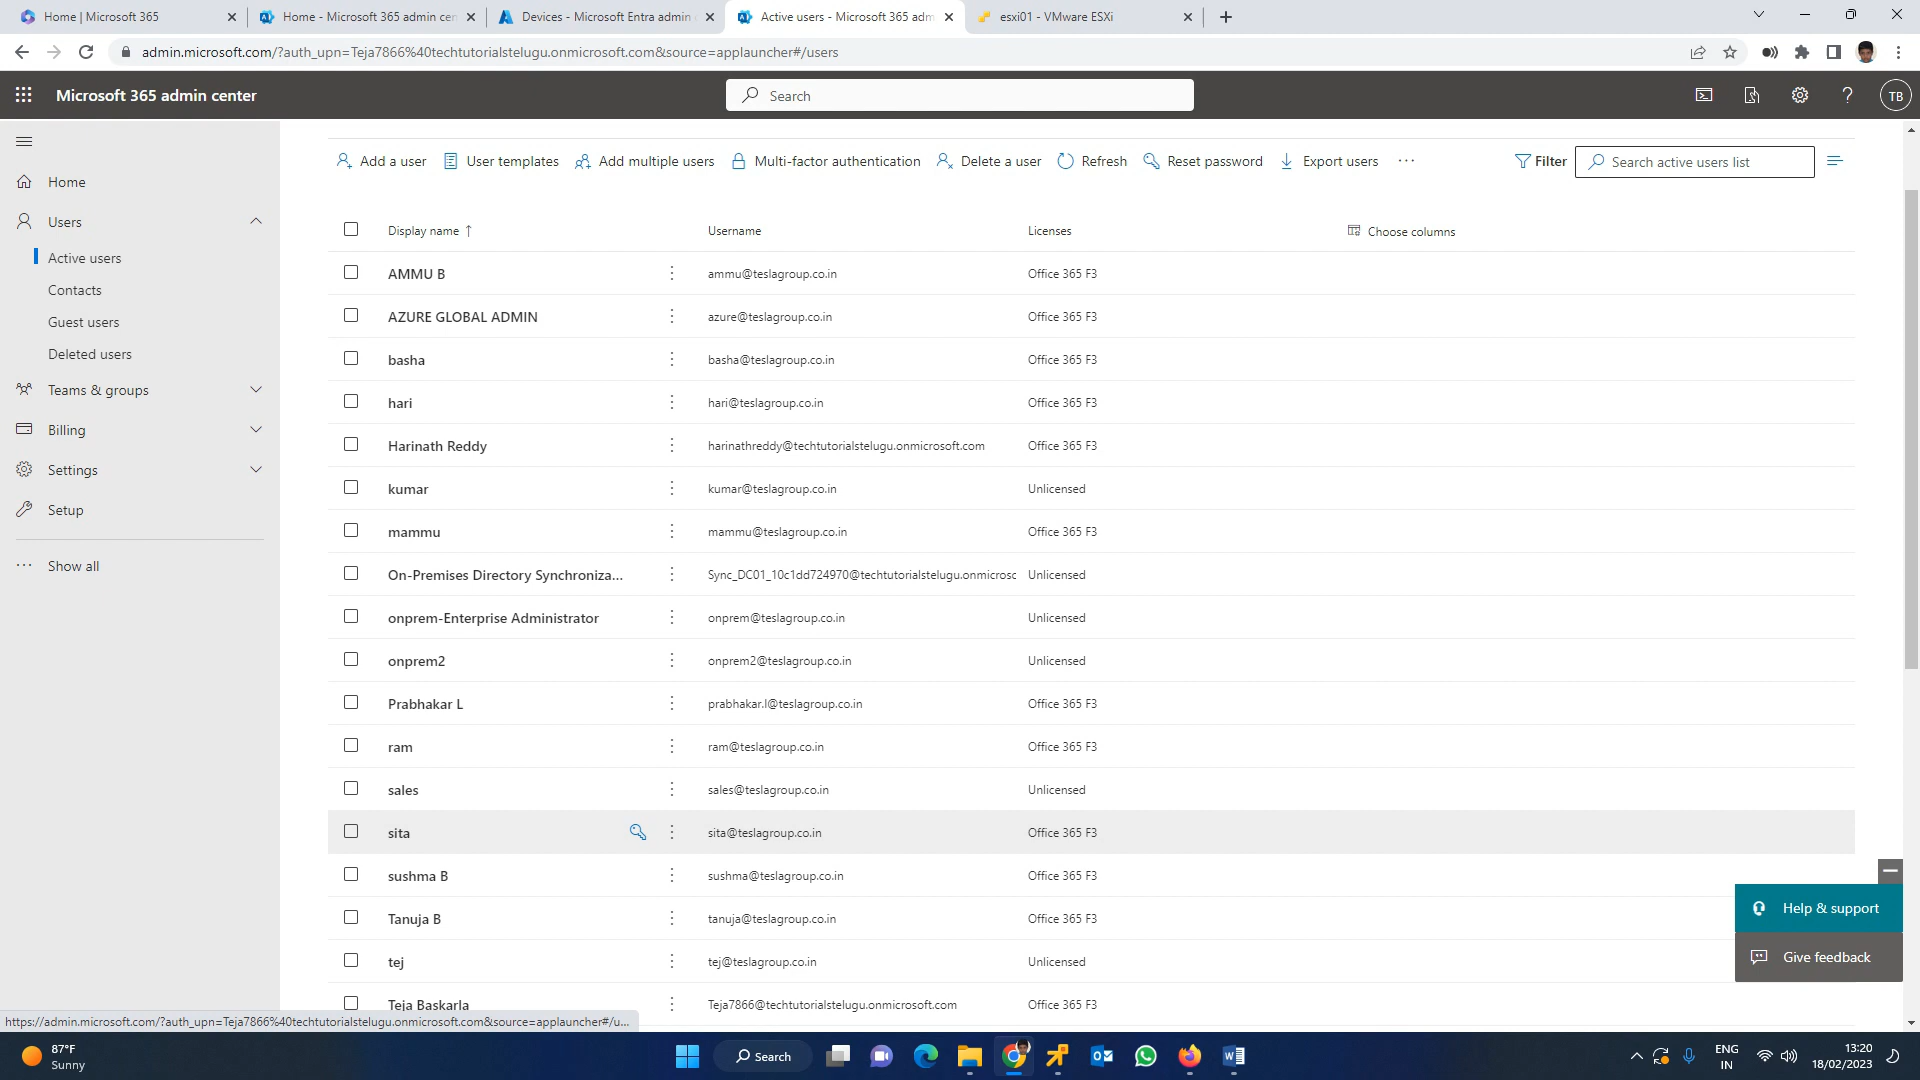 Home | Microsoft 365
Home - Microsoft 365 admin cen
Devices - Microsoft Entra admin
Active users - Microsoft 365 adm
esxi01 - VMware ESXi
admin.microsoft.com/?auth_upn=Teja7866%40techtutorialstelugu.onmicrosoft.com&source=applauncher#/users
Microsoft 365 admin center
Search
TB
Add a user
User templates
Add multiple users
Multi-factor authentication
Delete a user
Refresh
Reset password
Export users
Filter
Search active users list
Home
Users
Active users
Contacts
Guest users
Deleted users
Teams & groups
Billing
Settings
Setup
Show all
Display name ↑ Username Licenses Choose columns
AMMU B ammu@teslagroup.co.in Office 365 F3
AZURE GLOBAL ADMIN azure@teslagroup.co.in Office 365 F3
basha basha@teslagroup.co.in Office 365 F3
hari hari@teslagroup.co.in Office 365 F3
Harinath Reddy harinathreddy@techtutorialstelugu.onmicrosoft.com Office 365 F3
kumar kumar@teslagroup.co.in Unlicensed
mammu mammu@teslagroup.co.in Office 365 F3
On-Premises Directory Synchroniza... Sync_DC01_10c1dd724970@techtutorialstelugu.onmicrosc Unlicensed
onprem-Enterprise Administrator onprem@teslagroup.co.in Unlicensed
onprem2 onprem2@teslagroup.co.in Unlicensed
Prabhakar L prabhakar.l@teslagroup.co.in Office 365 F3
ram ram@teslagroup.co.in Office 365 F3
sales sales@teslagroup.co.in Unlicensed
sita sita@teslagroup.co.in Office 365 F3
sushma B sushma@teslagroup.co.in Office 365 F3
Tanuja B tanuja@teslagroup.co.in Office 365 F3
tej tej@teslagroup.co.in Unlicensed
Teja Baskarla Teja7866@techtutorialstelugu.onmicrosoft.com Office 365 F3
Help & support
Give feedback
https://admin.microsoft.com/?auth_upn=Teja7866%40techtutorialstelugu.onmicrosoft.com&source=applauncher#/u...
87°F
Sunny
Search
ENG
IN
13:20
18/02/2023